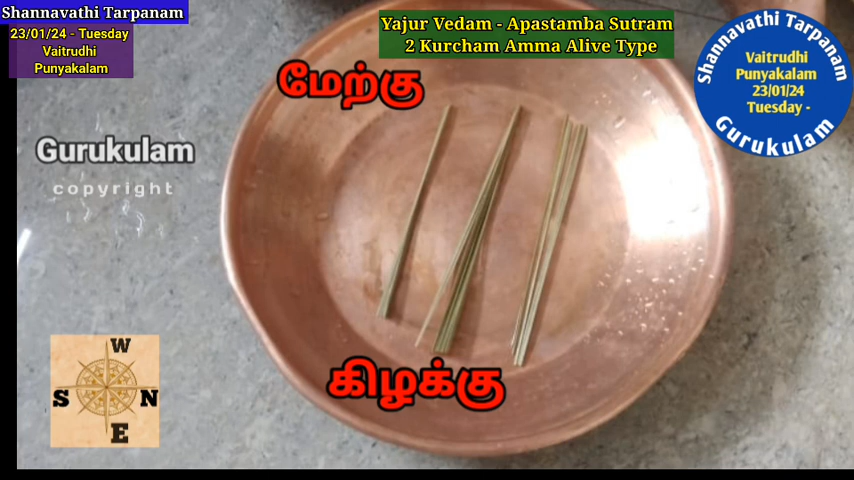 Shannavathi Tarpanam
23/01/24 - Tuesday
Vaitrudhi
Punyakalam
Yajur Vedam - Apastamba Sutram
2 Kurcham Amma Alive Type
Shannavathi Tarpanam
Vaitrudhi
Punyakalam
23/01/24
Tuesday -
Gurukulam
மேற்கு
Gurukulam
copyright
கிழக்கு
W
S N
E